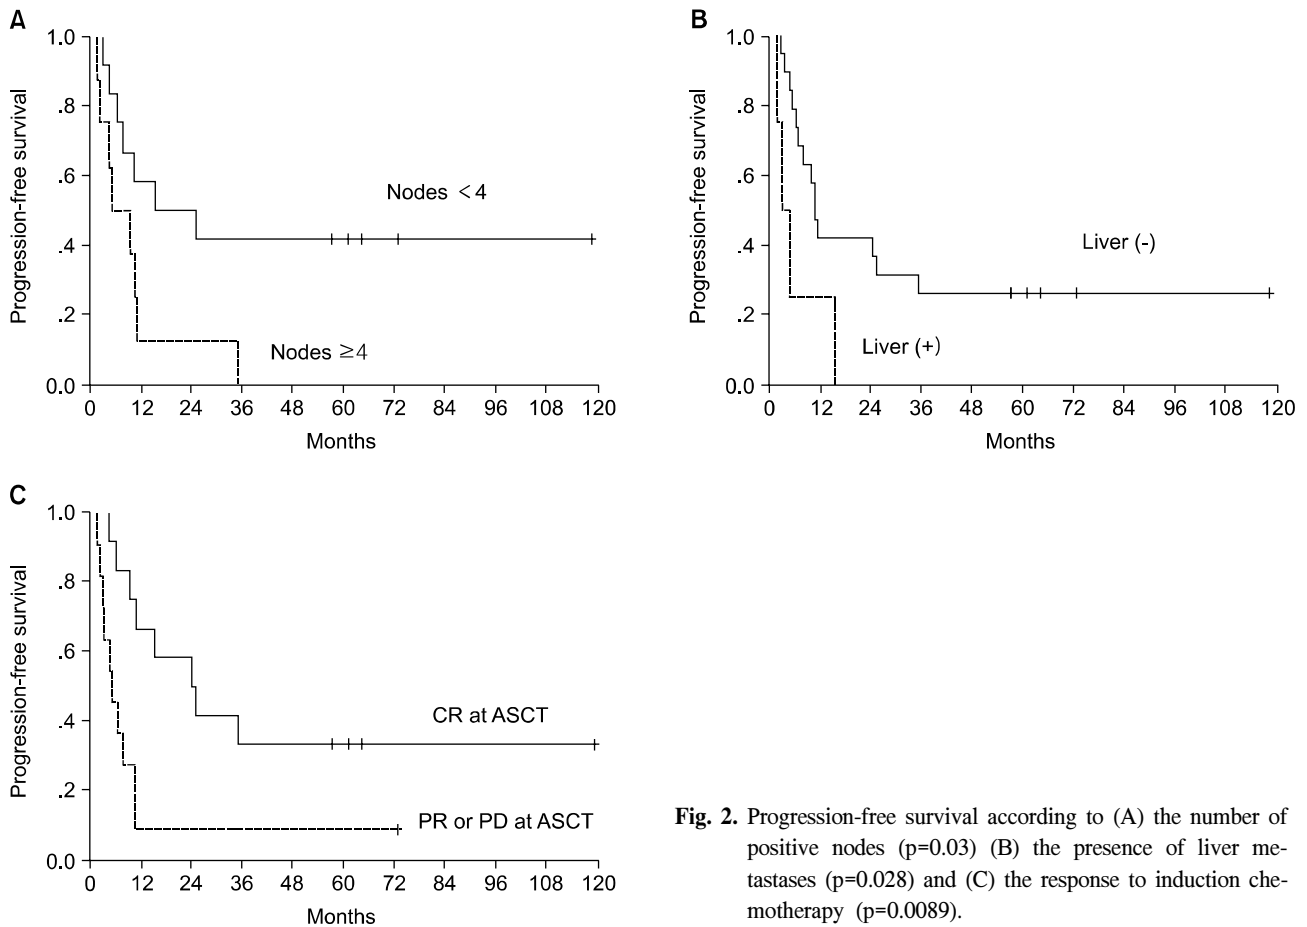 A
Progression-free survival
1.0
.8
.6
.4
.2
0.0
Nodes <4
Nodes ≥4
0 12 24 36 48 60 72 84 96 108 120
Months
B
Progression-free survival
1.0
.8
.6
.4
.2
0.0
Liver (-)
Liver (+)
0 12 24 36 48 60 72 84 96 108 120
Months
C
Progression-free survival
1.0
.8
.6
.4
.2
0.0
CR at ASCT
PR or PD at ASCT
0 12 24 36 48 60 72 84 96 108 120
Months
Fig. 2. Progression-free survival according to (A) the number of
positive nodes (p=0.03) (B) the presence of liver me-
tastases (p=0.028) and (C) the response to induction che-
motherapy (p=0.0089).